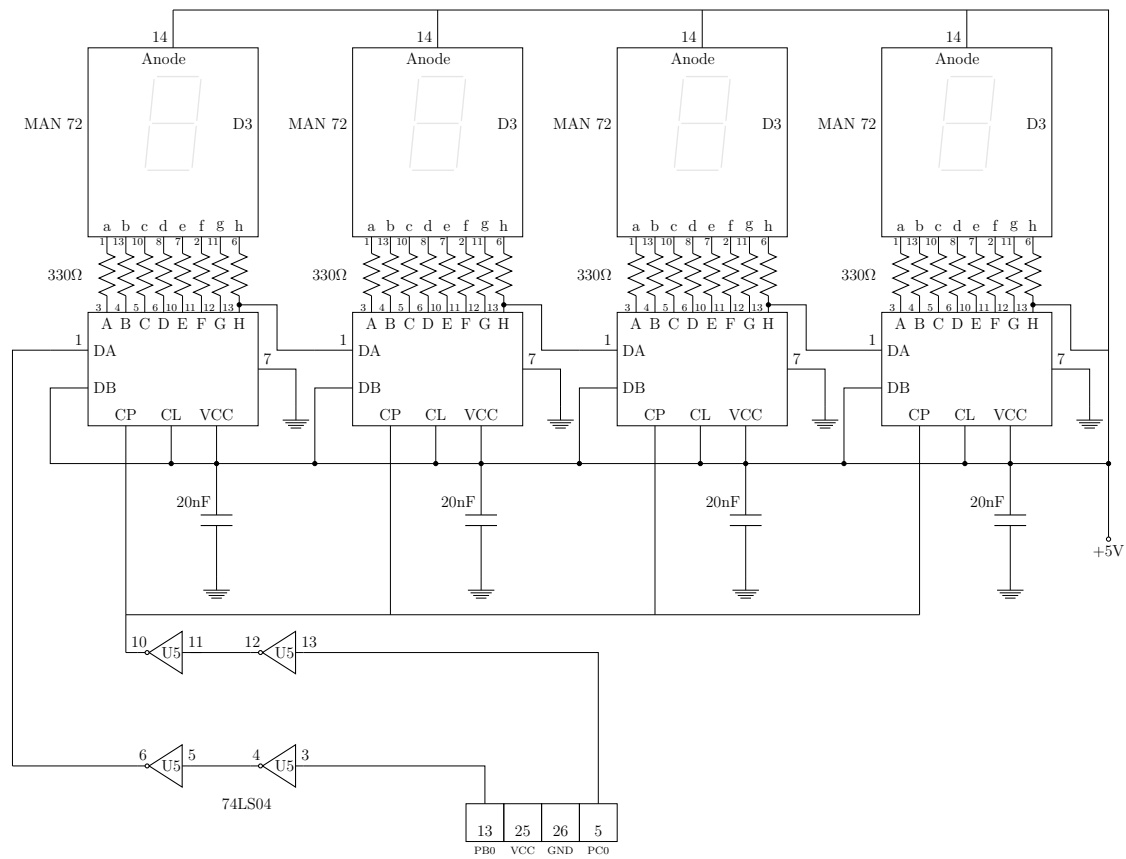 14 14 14 14
Anode Anode Anode Anode
MAN 72 D3 MAN 72 D3 MAN 72 D3 MAN 72 D3
a b c d e f g h a b c d e f g h a b c d e f g h a b c d e f g h
1 13 10 8 7 2 11 6 1 13 10 8 7 2 11 6 1 13 10 8 7 2 11 6 1 13 10 8 7 2 11 6
330Ω 330Ω 330Ω 330Ω
3 4 5 6 10 11 12 13 3 4 5 6 10 11 12 13 3 4 5 6 10 11 12 13 3 4 5 6 10 11 12 13
A B C D E F G H A B C D E F G H A B C D E F G H A B C D E F G H
1 DA 7 1 DA 7 1 DA 7 1 DA 7
DB DB DB DB
CP CL VCC CP CL VCC CP CL VCC CP CL VCC
20nF 20nF 20nF 20nF
+5V
10 U5 11 12 U5 13
6 U5 5 4 U5 3
74LS04
13 25 26 5
PB0 VCC GND PC0